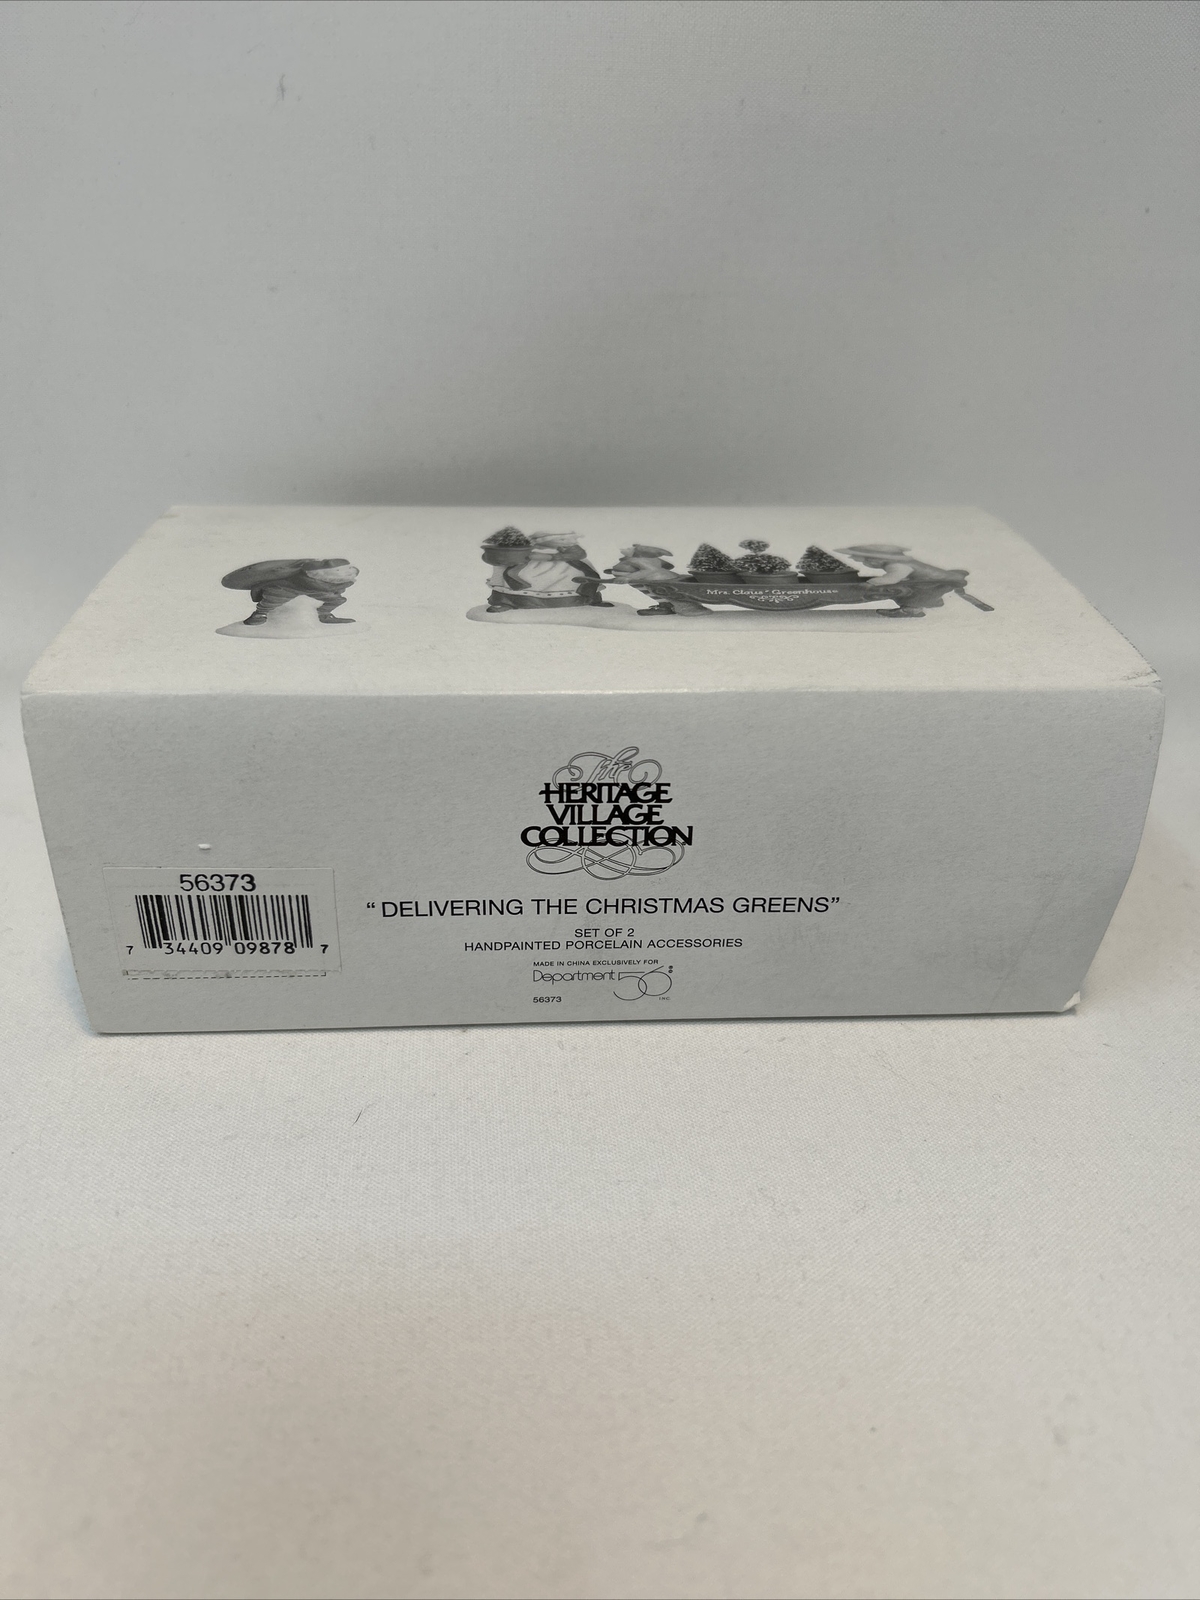 Mrs. Claus' Greenhouse
The
HERITAGE
VILLAGE
COLLECTION
56373
7 34409 09878 7
"DELIVERING THE CHRISTMAS GREENS"
SET OF 2
HANDPAINTED PORCELAIN ACCESSORIES
MADE IN CHINA EXCLUSIVELY FOR
Department 56
INC.
56373